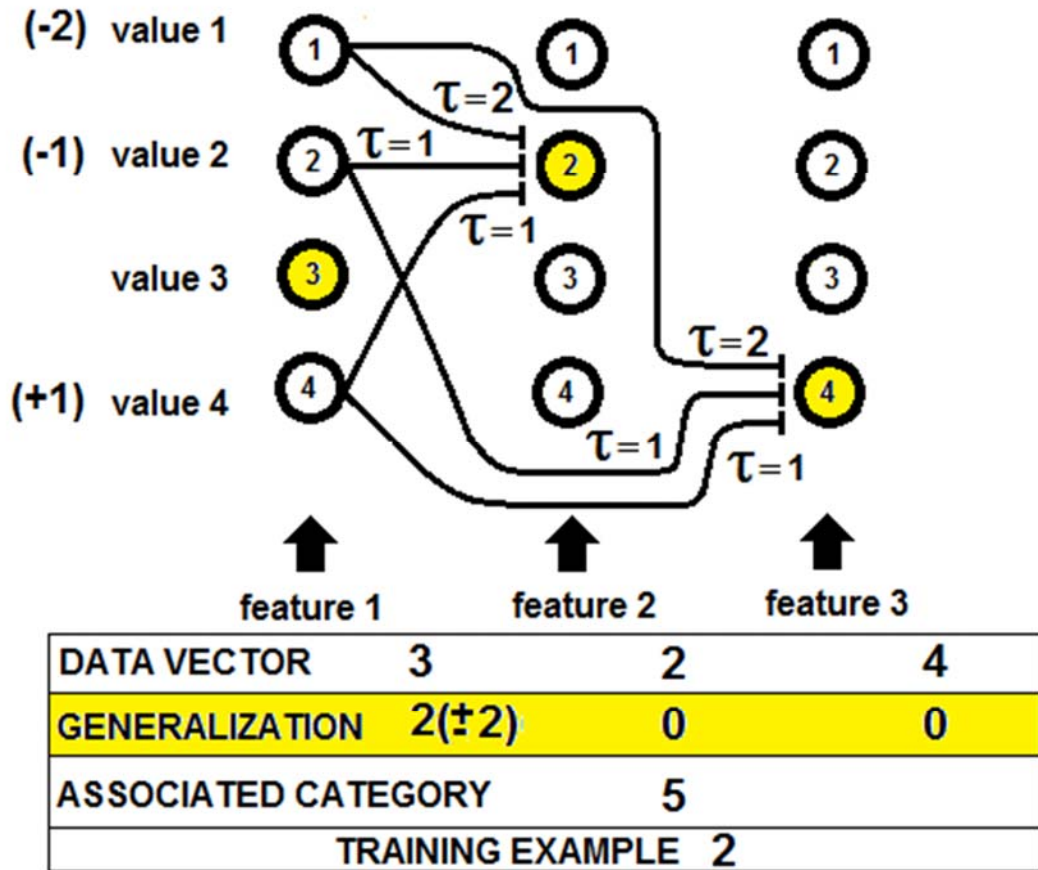 (-2) value 1 1 1 1
τ=2
(-1) value 2 τ=1 2 2 2
τ=1
value 3 3 3 3
τ=2
(+1) value 4 4 4 4
τ=1
τ=1
feature 1 feature 2 feature 3
DATA VECTOR 3 2 4
GENERALIZATION 2(±2) 0 0
ASSOCIATED CATEGORY 5
TRAINING EXAMPLE 2